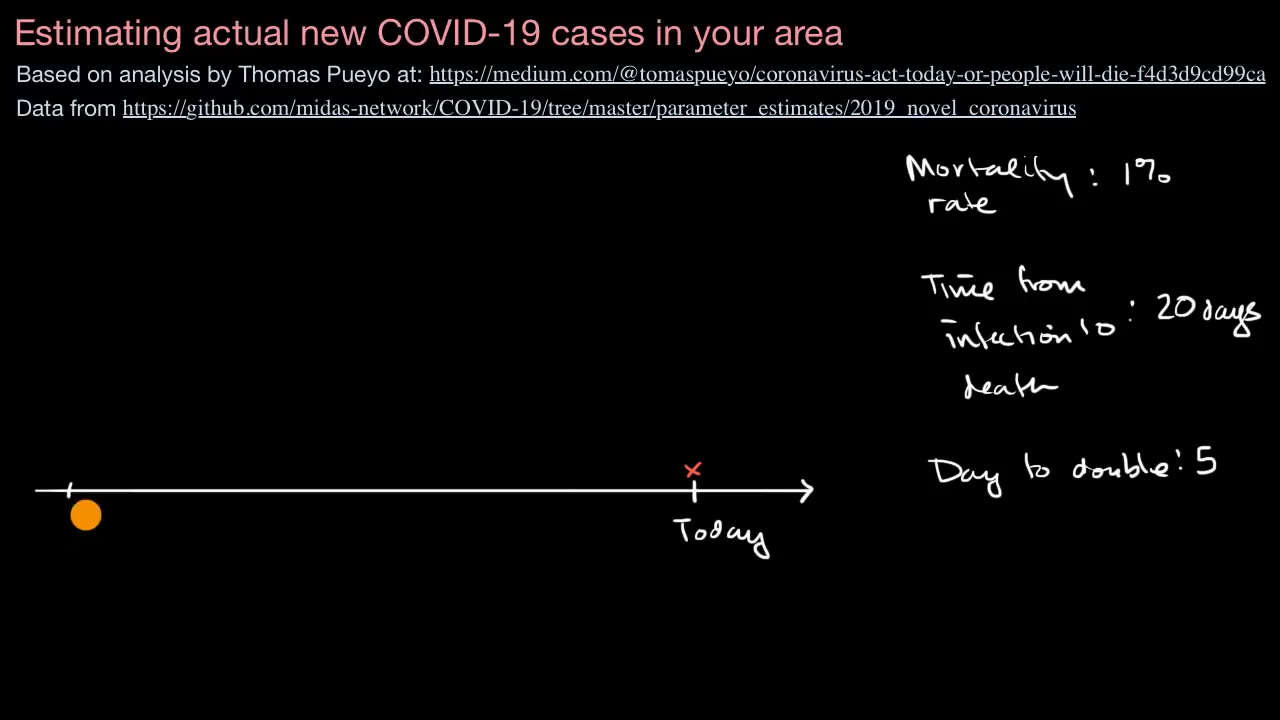 Estimating actual new COVID-19 cases in your area
Based on analysis by Thomas Pueyo at: https://medium.com/@tomaspueyo/coronavirus-act-today-or-people-will-die-f4d3d9cd99ca
Data from https://github.com/midas-network/COVID-19/tree/master/parameter_estimates/2019_novel_coronavirus
Mortality : 1%
rate
Time from
infection to : 20 days
death
Day to double: 5
Today